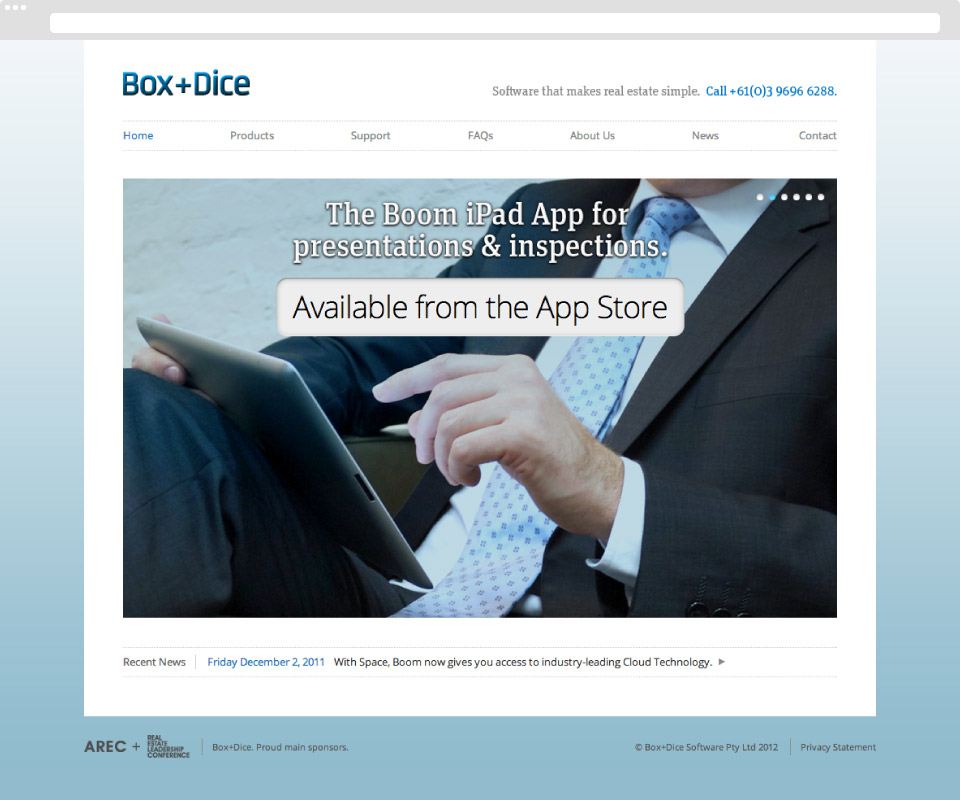 Box+Dice
Software that makes real estate simple. Call +61(0)3 9696 6288.
Home Products Support FAQs About Us News Contact
The Boom iPad App for
presentations & inspections.
Available from the App Store
Recent News Friday December 2, 2011 With Space, Boom now gives you access to industry-leading Cloud Technology.
AREC +
REAL
ESTATE
LEADERSHIP
CONFERENCE
Box+Dice. Proud main sponsors.
© Box+Dice Software Pty Ltd 2012
Privacy Statement